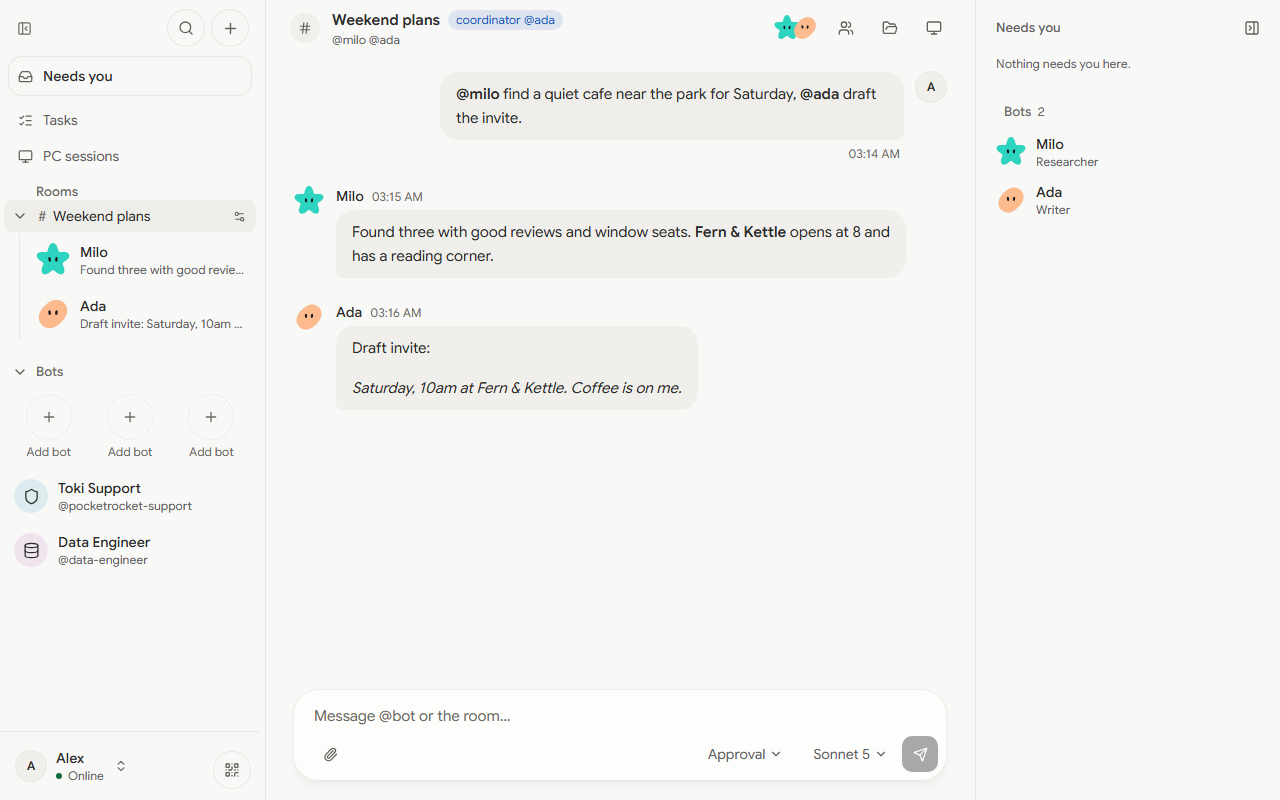 Needs you
Tasks
PC sessions
Rooms
# Weekend plans
Milo
Found three with good revie...
Ada
Draft invite: Saturday, 10am ...
Bots
Add bot
Add bot
Add bot
Toki Support
@pocketrocket-support
Data Engineer
@data-engineer
A
Alex
Online
#
Weekend plans
coordinator @ada
@milo @ada
@milo find a quiet cafe near the park for Saturday, @ada draft
the invite.
A
03:14 AM
Milo 03:15 AM
Found three with good reviews and window seats. Fern & Kettle opens at 8 and
has a reading corner.
Ada 03:16 AM
Draft invite:
Saturday, 10am at Fern & Kettle. Coffee is on me.
Message @bot or the room...
Approval
Sonnet 5
Needs you
Nothing needs you here.
Bots 2
Milo
Researcher
Ada
Writer